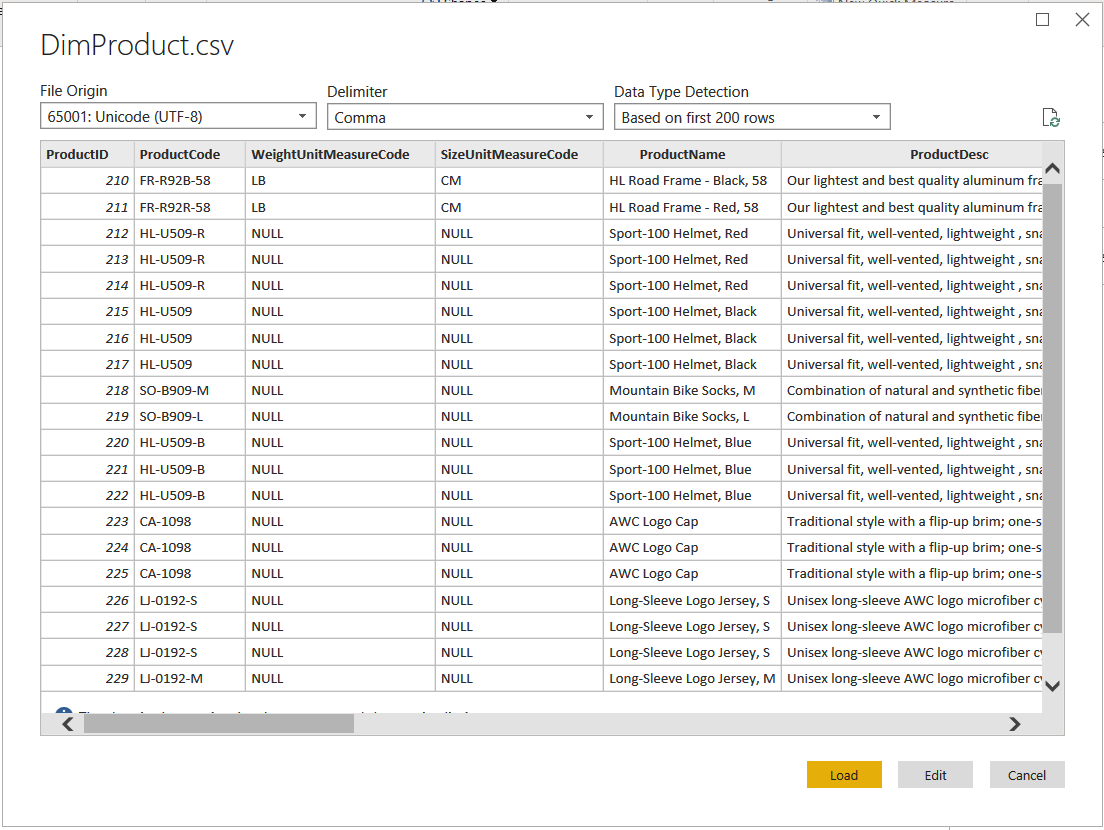 DimProduct.csv
File Origin
Delimiter
Data Type Detection
65001: Unicode (UTF-8)
Comma
Based on first 200 rows
ProductID ProductCode WeightUnitMeasureCode SizeUnitMeasureCode ProductName ProductDesc
210 FR-R92B-58 LB CM HL Road Frame - Black, 58 Our lightest and best quality aluminum fra
211 FR-R92R-58 LB CM HL Road Frame - Red, 58 Our lightest and best quality aluminum fra
212 HL-U509-R NULL NULL Sport-100 Helmet, Red Universal fit, well-vented, lightweight , sna
213 HL-U509-R NULL NULL Sport-100 Helmet, Red Universal fit, well-vented, lightweight , sna
214 HL-U509-R NULL NULL Sport-100 Helmet, Red Universal fit, well-vented, lightweight , sna
215 HL-U509 NULL NULL Sport-100 Helmet, Black Universal fit, well-vented, lightweight , sna
216 HL-U509 NULL NULL Sport-100 Helmet, Black Universal fit, well-vented, lightweight , sna
217 HL-U509 NULL NULL Sport-100 Helmet, Black Universal fit, well-vented, lightweight , sna
218 SO-B909-M NULL NULL Mountain Bike Socks, M Combination of natural and synthetic fibe
219 SO-B909-L NULL NULL Mountain Bike Socks, L Combination of natural and synthetic fibe
220 HL-U509-B NULL NULL Sport-100 Helmet, Blue Universal fit, well-vented, lightweight , sna
221 HL-U509-B NULL NULL Sport-100 Helmet, Blue Universal fit, well-vented, lightweight , sna
222 HL-U509-B NULL NULL Sport-100 Helmet, Blue Universal fit, well-vented, lightweight , sna
223 CA-1098 NULL NULL AWC Logo Cap Traditional style with a flip-up brim; one-s
224 CA-1098 NULL NULL AWC Logo Cap Traditional style with a flip-up brim; one-s
225 CA-1098 NULL NULL AWC Logo Cap Traditional style with a flip-up brim; one-s
226 LJ-0192-S NULL NULL Long-Sleeve Logo Jersey, S Unisex long-sleeve AWC logo microfiber cy
227 LJ-0192-S NULL NULL Long-Sleeve Logo Jersey, S Unisex long-sleeve AWC logo microfiber cy
228 LJ-0192-S NULL NULL Long-Sleeve Logo Jersey, S Unisex long-sleeve AWC logo microfiber cy
229 LJ-0192-M NULL NULL Long-Sleeve Logo Jersey, M Unisex long-sleeve AWC logo microfiber cy
Load
Edit
Cancel